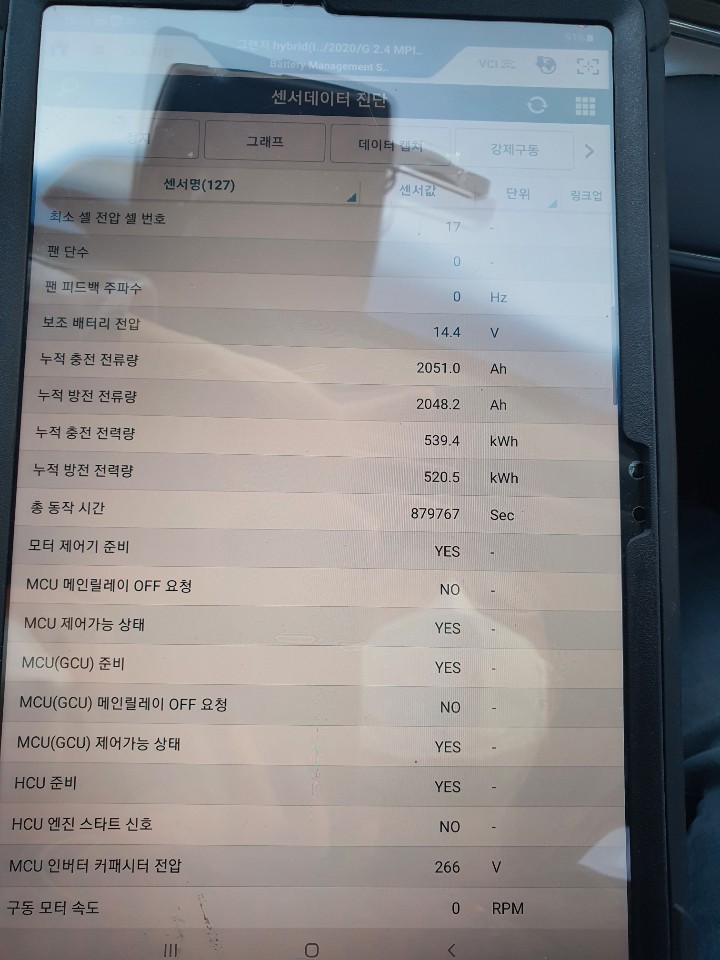 그랜저 hybrid(I../2020/G 2.4 MPI..
Battery Management S..
VCI
센서데이터 진단
그래프
데이터 캡처
강제구동
센서명(127) 센서값 단위 링크업
최소 셀 전압 셀 번호 17 -
팬 단수 0 -
팬 피드백 주파수 0 Hz
보조 배터리 전압 14.4 V
누적 충전 전류량 2051.0 Ah
누적 방전 전류량 2048.2 Ah
누적 충전 전력량 539.4 kWh
누적 방전 전력량 520.5 kWh
총 동작 시간 879767 Sec
모터 제어기 준비 YES -
MCU 메인릴레이 OFF 요청 NO -
MCU 제어가능 상태 YES -
MCU(GCU) 준비 YES -
MCU(GCU) 메인릴레이 OFF 요청 NO -
MCU(GCU) 제어가능 상태 YES -
HCU 준비 YES -
HCU 엔진 스타트 신호 NO -
MCU 인버터 커패시터 전압 266 V
구동 모터 속도 0 RPM